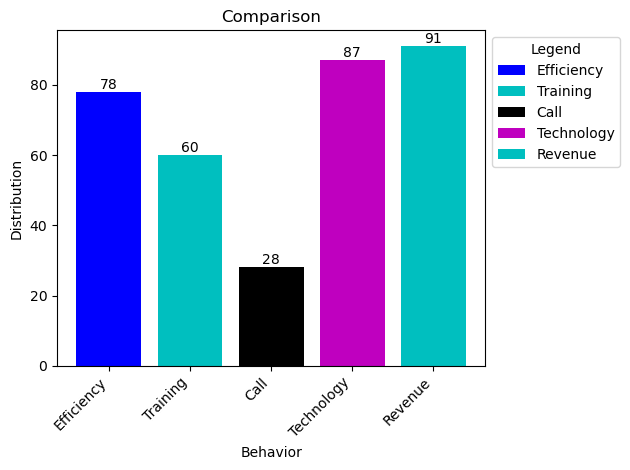 Comparison
Distribution
80
60
40
20
0
78
60
28
87
91
Efficiency
Training
Call
Technology
Revenue
Behavior
Legend
Efficiency
Training
Call
Technology
Revenue